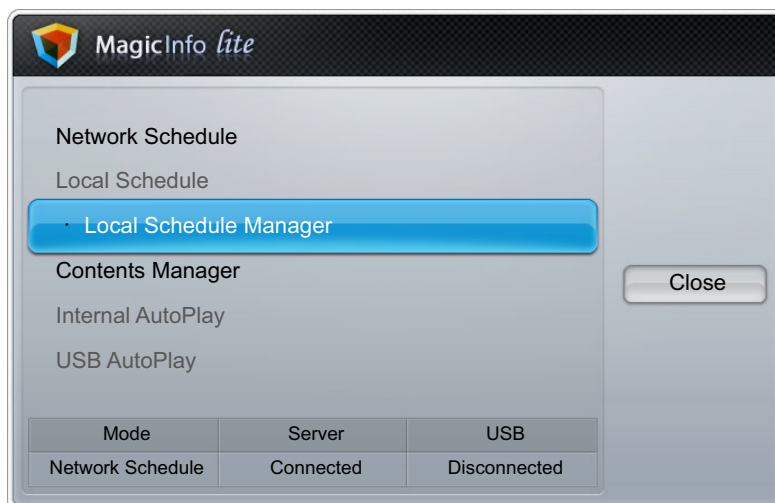 MagicInfo lite
Network Schedule
Local Schedule
· Local Schedule Manager
Contents Manager
Internal AutoPlay
USB AutoPlay
Close
Mode Server USB
Network Schedule Connected Disconnected